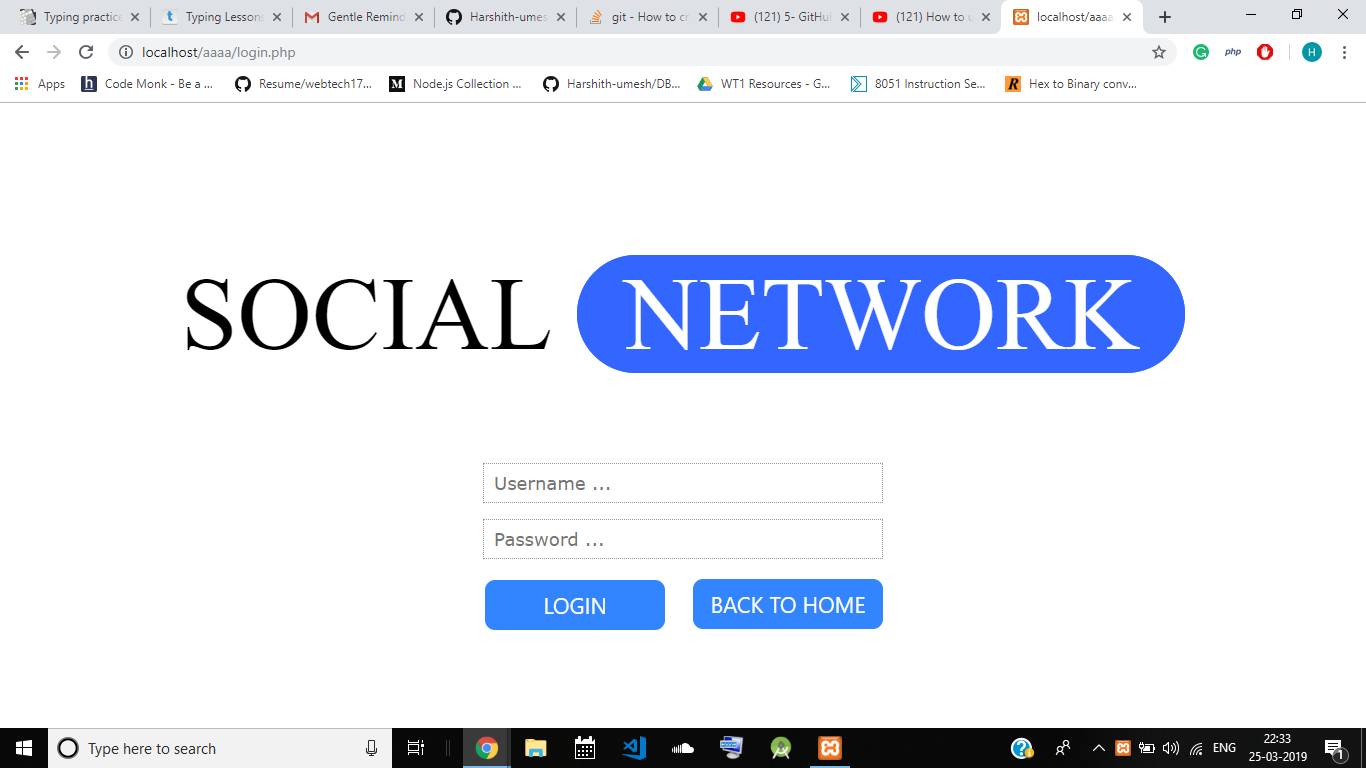 Typing practice Typing Lessons Gentle Remind Harshith-umes git - How to cr (121) 5- GitHu (121) How to u localhost/aaaa
localhost/aaaa/login.php php H
Apps h Code Monk - Be a ... Resume/webtech17... M Node.js Collection ... Harshith-umesh/DB... WT1 Resources - G... 8051 Instruction Se... R Hex to Binary conv...
SOCIAL NETWORK
Username ...
Password ...
LOGIN BACK TO HOME
Type here to search ENG 22:33
25-03-2019 1